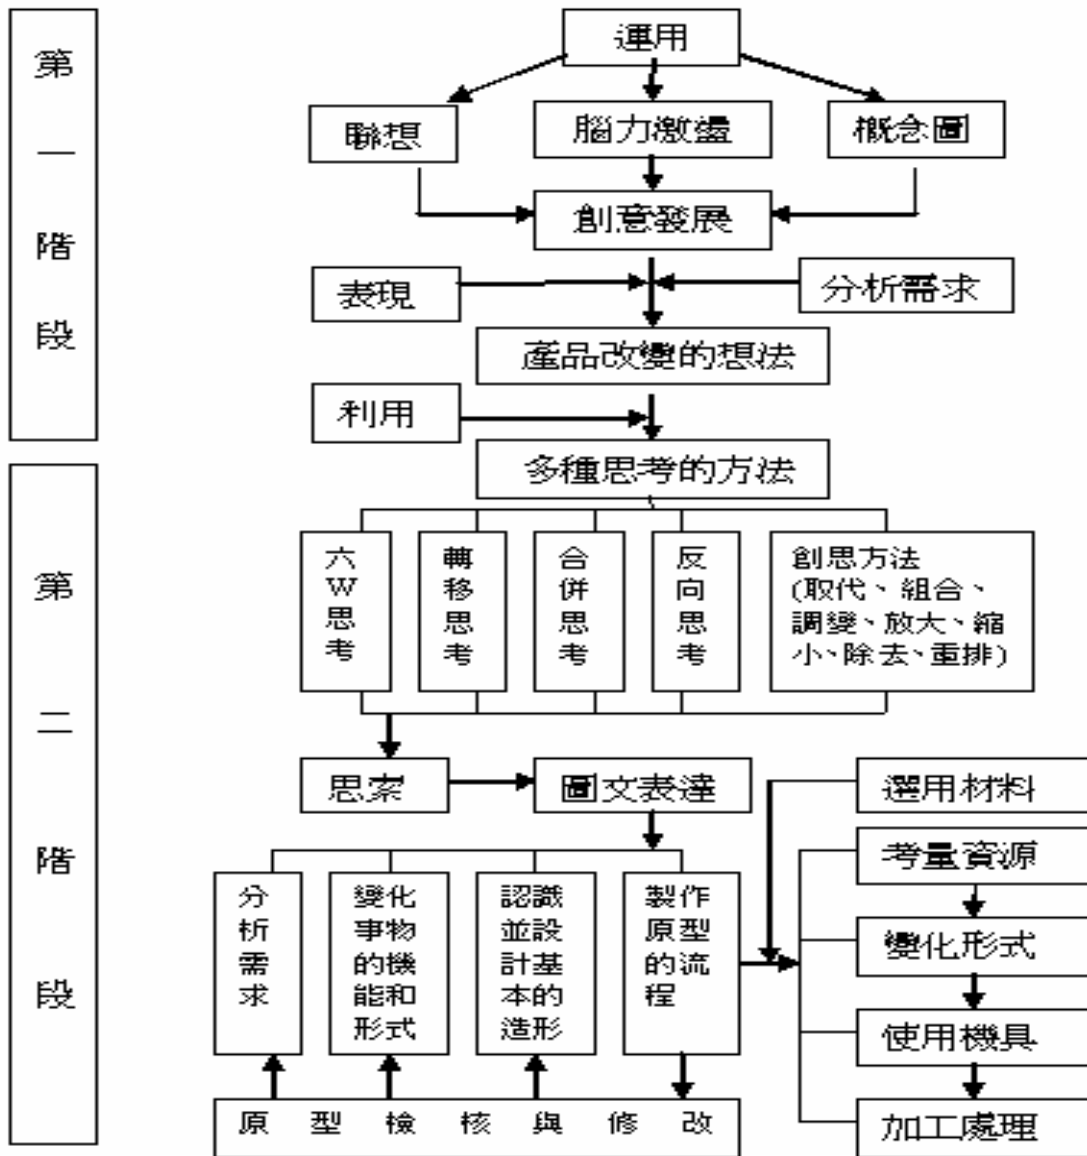 第一階段
運用
聯想
腦力激盪
概念圖
創意發展
表現
分析需求
產品改變的想法
利用
多種思考的方法
第二階段
六W思考
轉移思考
合併思考
反向思考
創思方法
(取代、組合、
調變、放大、縮
小、除去、重排)
思索
圖文表達
選用材料
考量資源
變化形式
使用機具
加工處理
分析需求
變化
事物
的機
能和
形式
認識
並設
計基
本的
造形
製作
原型
的流
程
原型檢核與修改